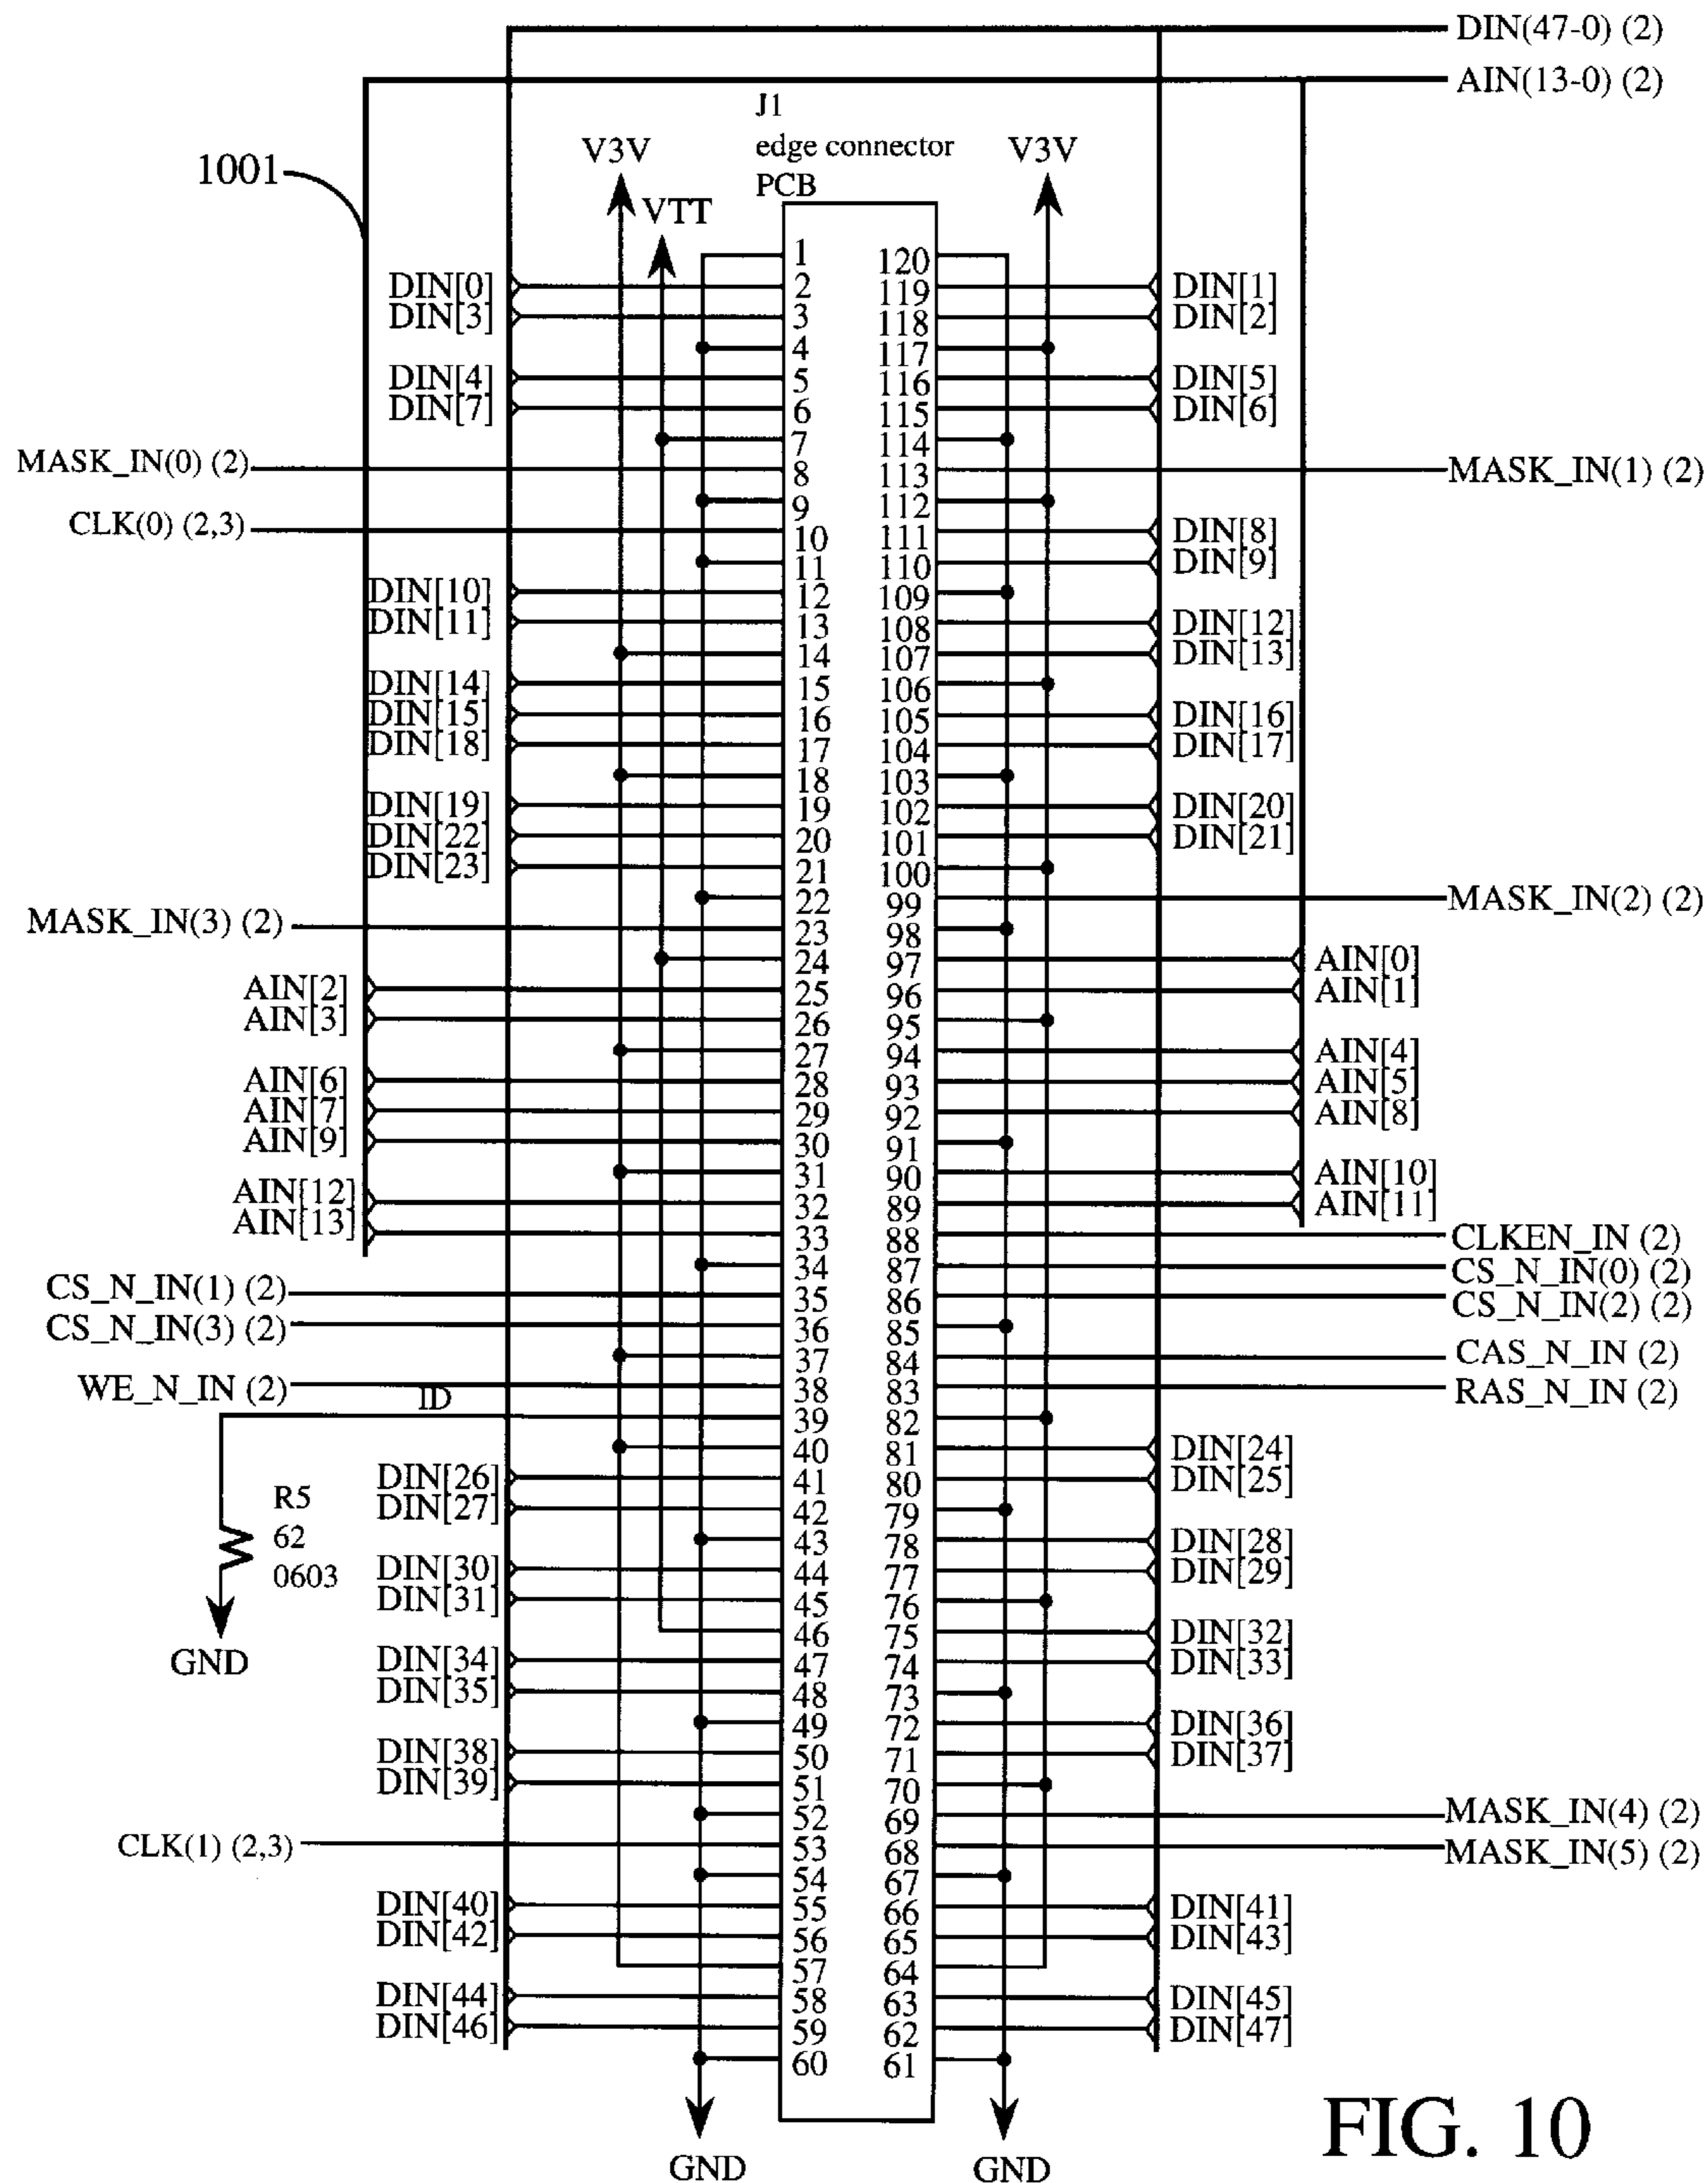 DIN(47-0) (2)
AIN(13-0) (2)
J1
edge connector
PCB
V3V
V3V
1001
VTT
1 120
DIN[0] 2 119 DIN[1]
DIN[3] 3 118 DIN[2]
4 117
DIN[4] 5 116 DIN[5]
DIN[7] 6 115 DIN[6]
7 114
MASK_IN(0) (2) 8 113 MASK_IN(1) (2)
9 112
CLK(0) (2,3) 10 111 DIN[8]
11 110 DIN[9]
DIN[10] 12 109
DIN[11] 13 108 DIN[12]
14 107 DIN[13]
DIN[14] 15 106
DIN[15] 16 105 DIN[16]
DIN[18] 17 104 DIN[17]
18 103
DIN[19] 19 102 DIN[20]
DIN[22] 20 101 DIN[21]
DIN[23] 21 100
22 99 MASK_IN(2) (2)
MASK_IN(3) (2) 23 98
24 97 AIN[0]
AIN[2] 25 96 AIN[1]
AIN[3] 26 95
27 94 AIN[4]
AIN[6] 28 93 AIN[5]
AIN[7] 29 92 AIN[8]
AIN[9] 30 91
31 90 AIN[10]
AIN[12] 32 89 AIN[11]
AIN[13] 33 88 CLKEN_IN (2)
34 87 CS_N_IN(0) (2)
CS_N_IN(1) (2) 35 86 CS_N_IN(2) (2)
CS_N_IN(3) (2) 36 85
37 84 CAS_N_IN (2)
WE_N_IN (2) 38 83 RAS_N_IN (2)
ID 39 82
40 81 DIN[24]
DIN[26] 41 80 DIN[25]
DIN[27] 42 79
R5
62
0603
GND
43 78 DIN[28]
DIN[30] 44 77 DIN[29]
DIN[31] 45 76
46 75 DIN[32]
DIN[34] 47 74 DIN[33]
DIN[35] 48 73
49 72 DIN[36]
DIN[38] 50 71 DIN[37]
DIN[39] 51 70
52 69 MASK_IN(4) (2)
CLK(1) (2,3) 53 68 MASK_IN(5) (2)
54 67
DIN[40] 55 66 DIN[41]
DIN[42] 56 65 DIN[43]
57 64
DIN[44] 58 63 DIN[45]
DIN[46] 59 62 DIN[47]
60 61
GND
GND
FIG. 10